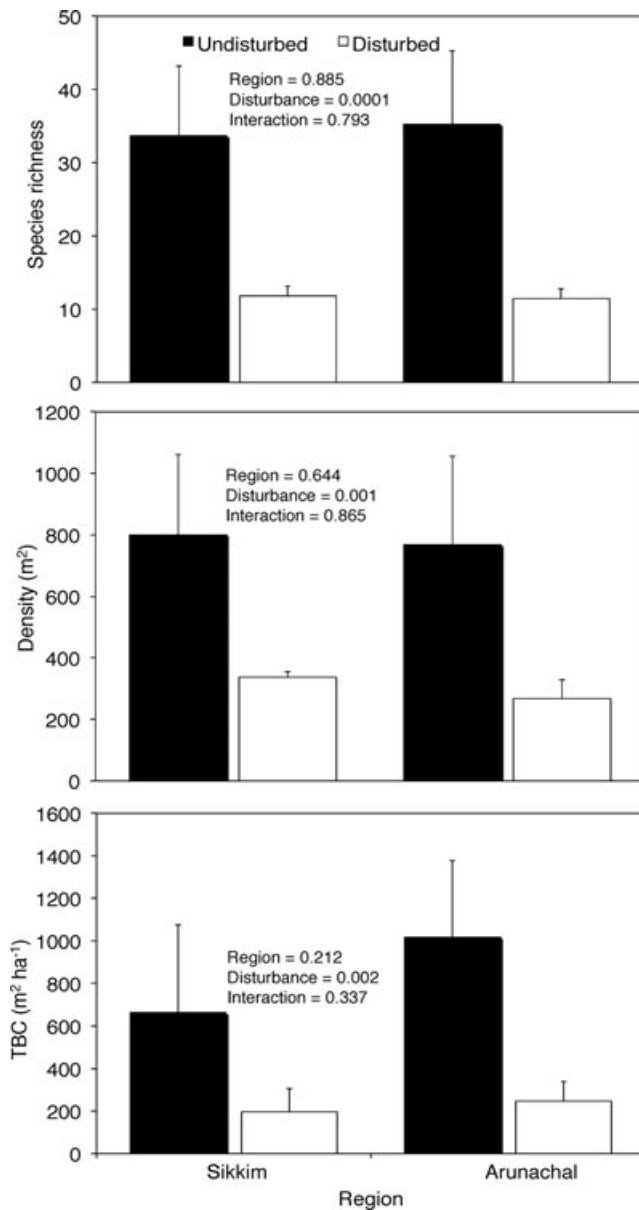 50
Undisturbed Disturbed
Region = 0.885
Disturbance = 0.0001
Interaction = 0.793
40
30
20
10
0
Species richness
1200
Region = 0.644
Disturbance = 0.001
Interaction = 0.865
1000
800
600
400
200
0
Density (m²)
1600
1400
1200
1000
Region = 0.212
Disturbance = 0.002
Interaction = 0.337
800
600
400
200
0
TBC (m² ha⁻¹)
Sikkim Arunachal
Region